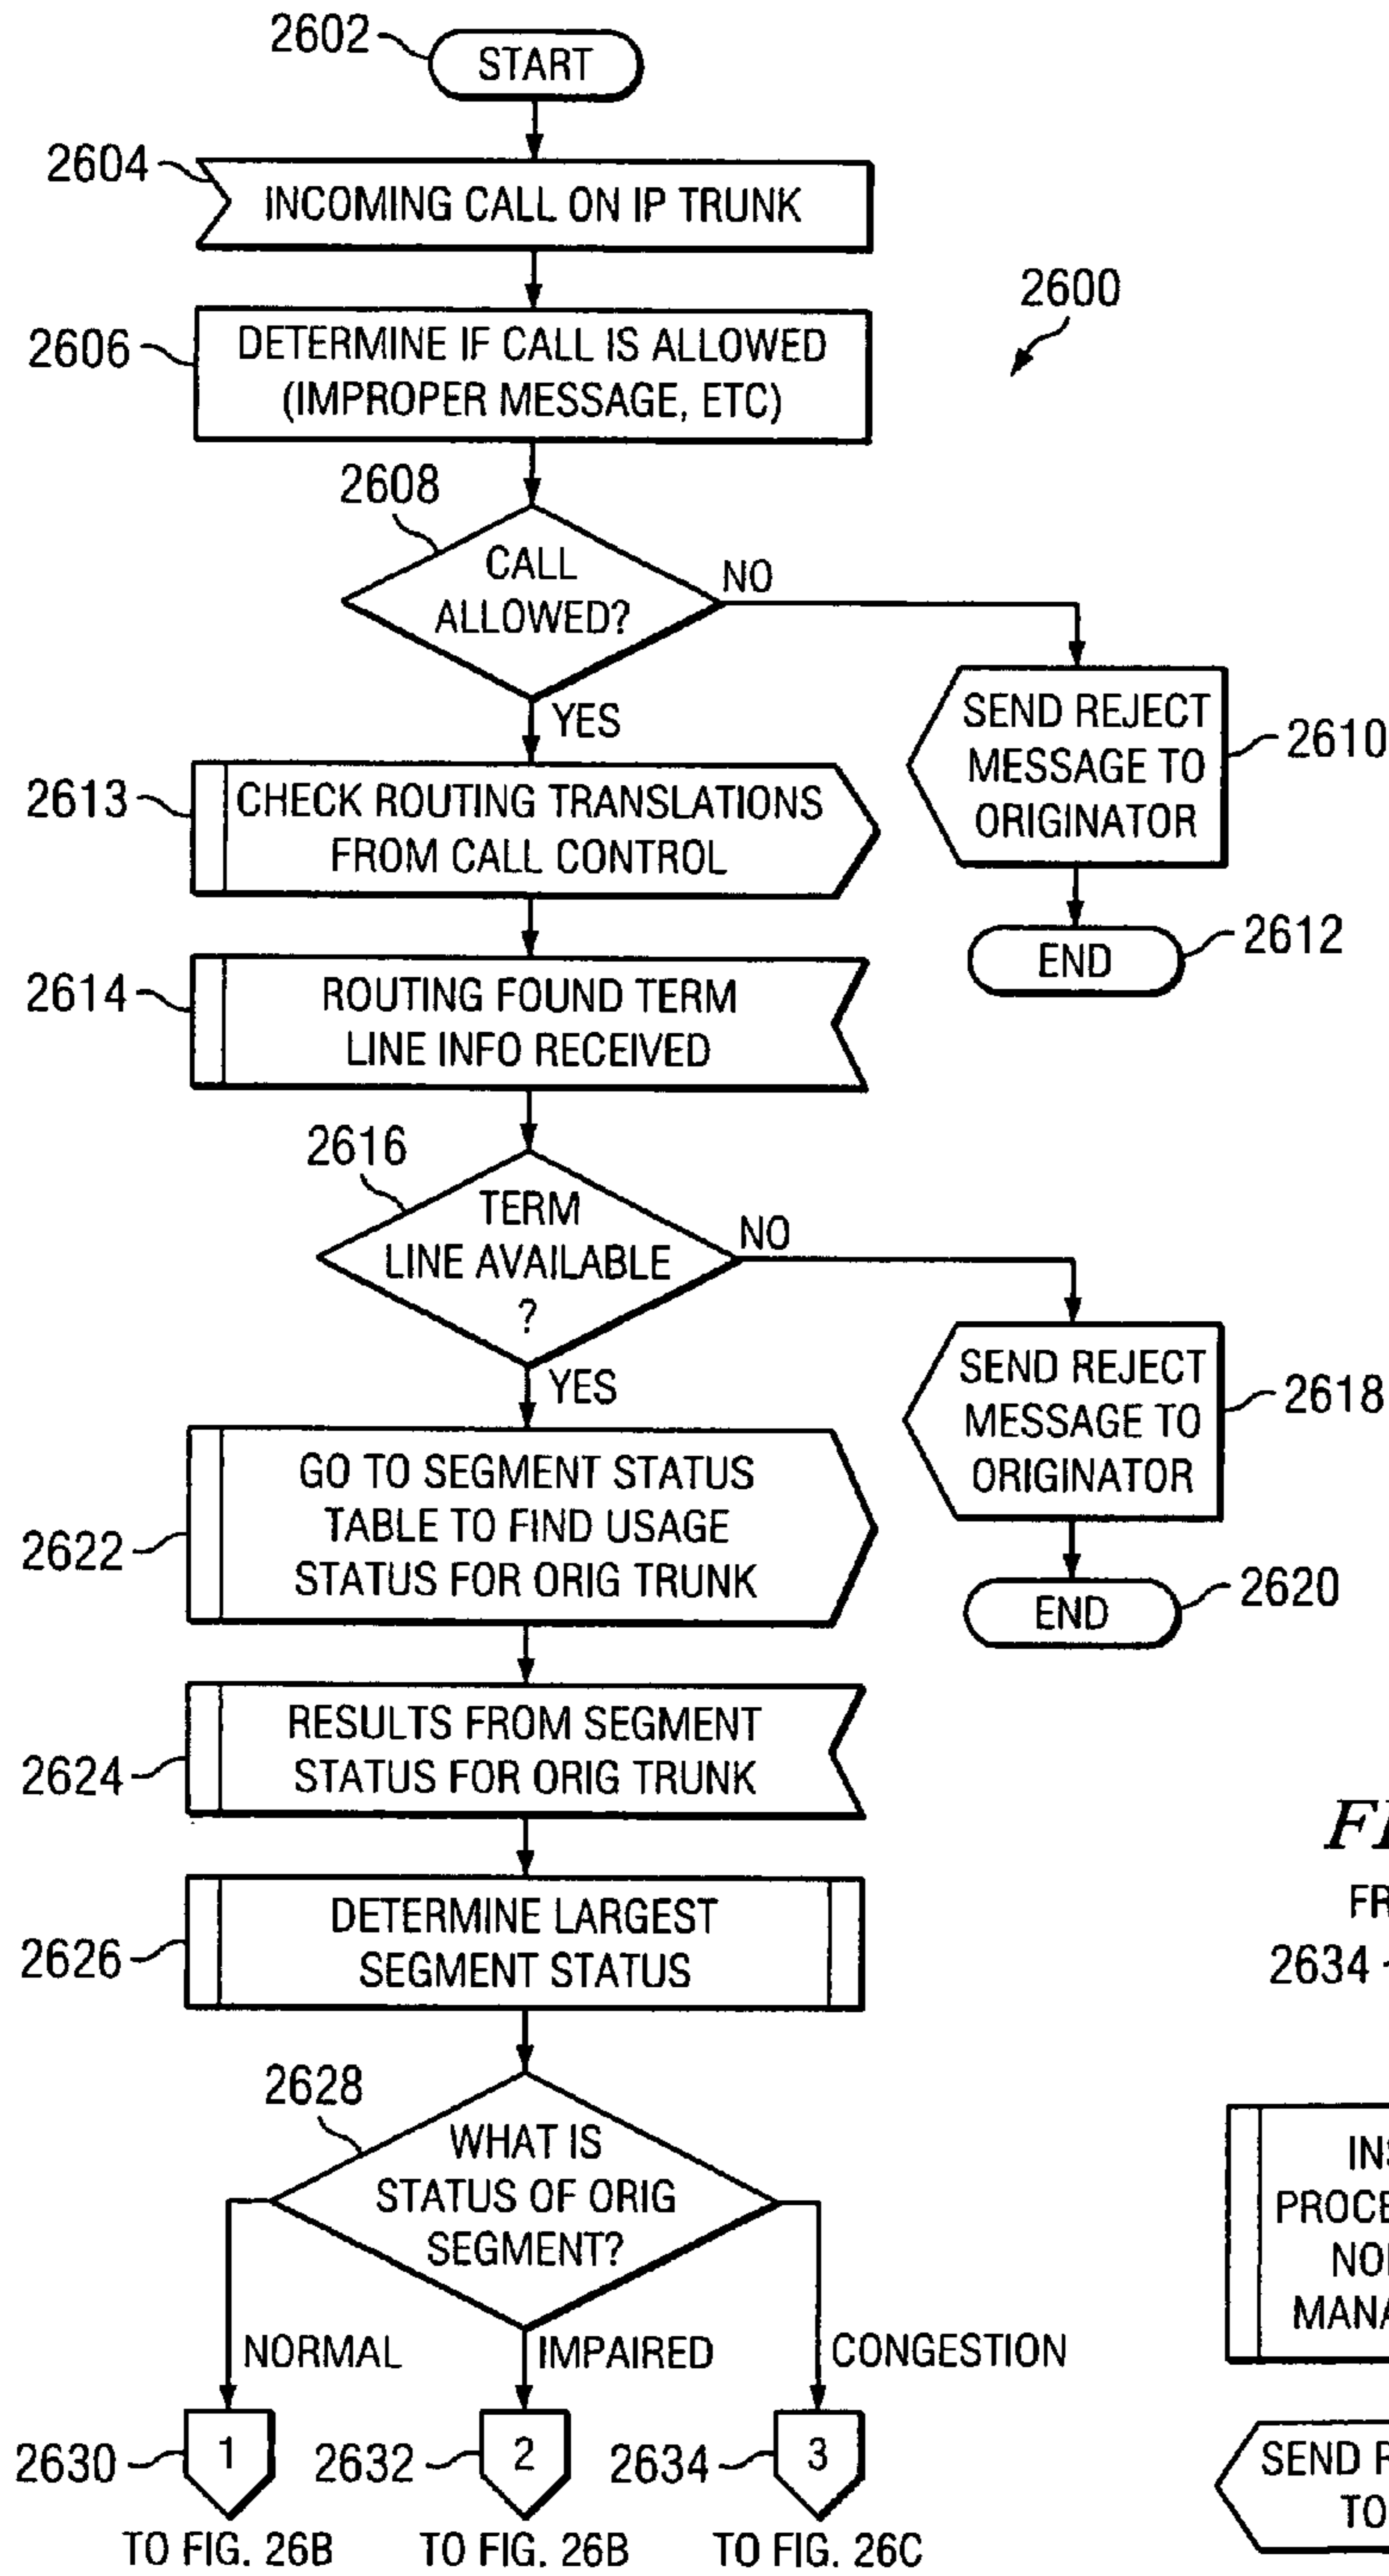 2602
START
2604
INCOMING CALL ON IP TRUNK
2600
2606
DETERMINE IF CALL IS ALLOWED
(IMPROPER MESSAGE, ETC)
2608
CALL
ALLOWED?
NO
YES
SEND REJECT
MESSAGE TO
ORIGINATOR
2610
2613
CHECK ROUTING TRANSLATIONS
FROM CALL CONTROL
END
2612
2614
ROUTING FOUND TERM
LINE INFO RECEIVED
2616
TERM
LINE AVAILABLE
?
NO
YES
SEND REJECT
MESSAGE TO
ORIGINATOR
2618
2622
GO TO SEGMENT STATUS
TABLE TO FIND USAGE
STATUS FOR ORIG TRUNK
END
2620
2624
RESULTS FROM SEGMENT
STATUS FOR ORIG TRUNK
2626
DETERMINE LARGEST
SEGMENT STATUS
2634
2628
WHAT IS
STATUS OF ORIG
SEGMENT?
NORMAL
IMPAIRED
CONGESTION
2630
1
2632
2
2634
3
TO FIG. 26B
TO FIG. 26B
TO FIG. 26C
SEND
TO